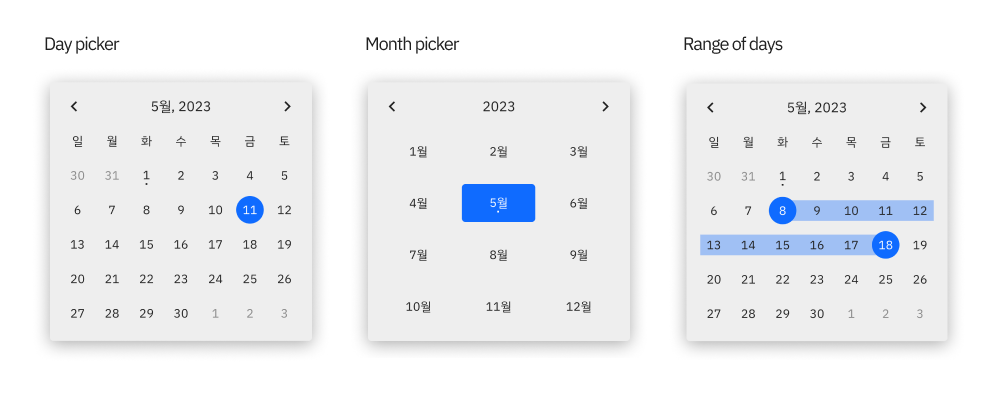 Day picker
5월, 2023
일 월 화 수 목 금 토
30 31 1 2 3 4 5
6 7 8 9 10 11 12
13 14 15 16 17 18 19
20 21 22 23 24 25 26
27 28 29 30 1 2 3
Month picker
2023
1월 2월 3월
4월 5월 6월
7월 8월 9월
10월 11월 12월
Range of days
5월, 2023
일 월 화 수 목 금 토
30 31 1 2 3 4 5
6 7 8 9 10 11 12
13 14 15 16 17 18 19
20 21 22 23 24 25 26
27 28 29 30 1 2 3